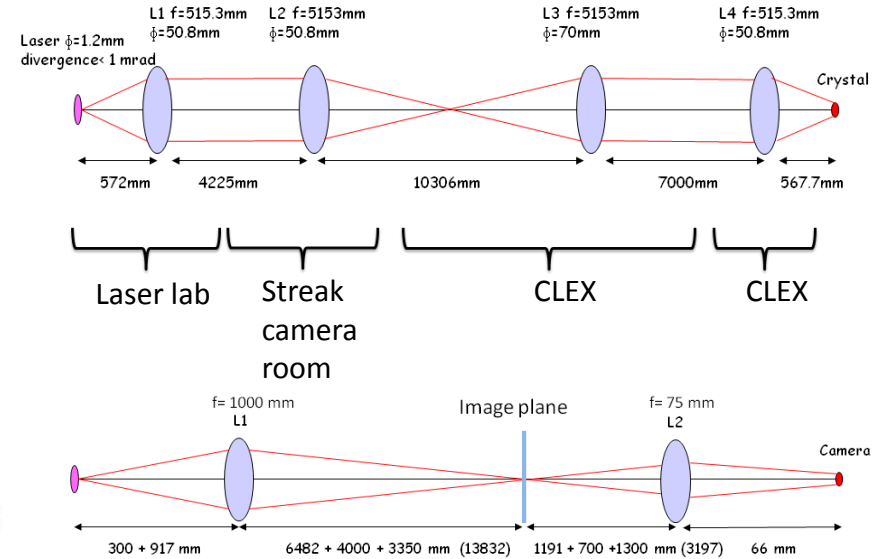 L1 f=515.3mm
ϕ=50.8mm
L2 f=5153mm
ϕ=50.8mm
L3 f=5153mm
ϕ=70mm
L4 f=515.3mm
ϕ=50.8mm
Laser ϕ=1.2mm
divergence< 1 mrad
Crystal
572mm
4225mm
10306mm
7000mm
567.7mm
Laser lab
Streak
camera
room
CLEX
CLEX
f= 1000 mm
L1
Image plane
f= 75 mm
L2
Camera
300 + 917 mm
6482 + 4000 + 3350 mm (13832)
1191 + 700 +1300 mm (3197)
66 mm